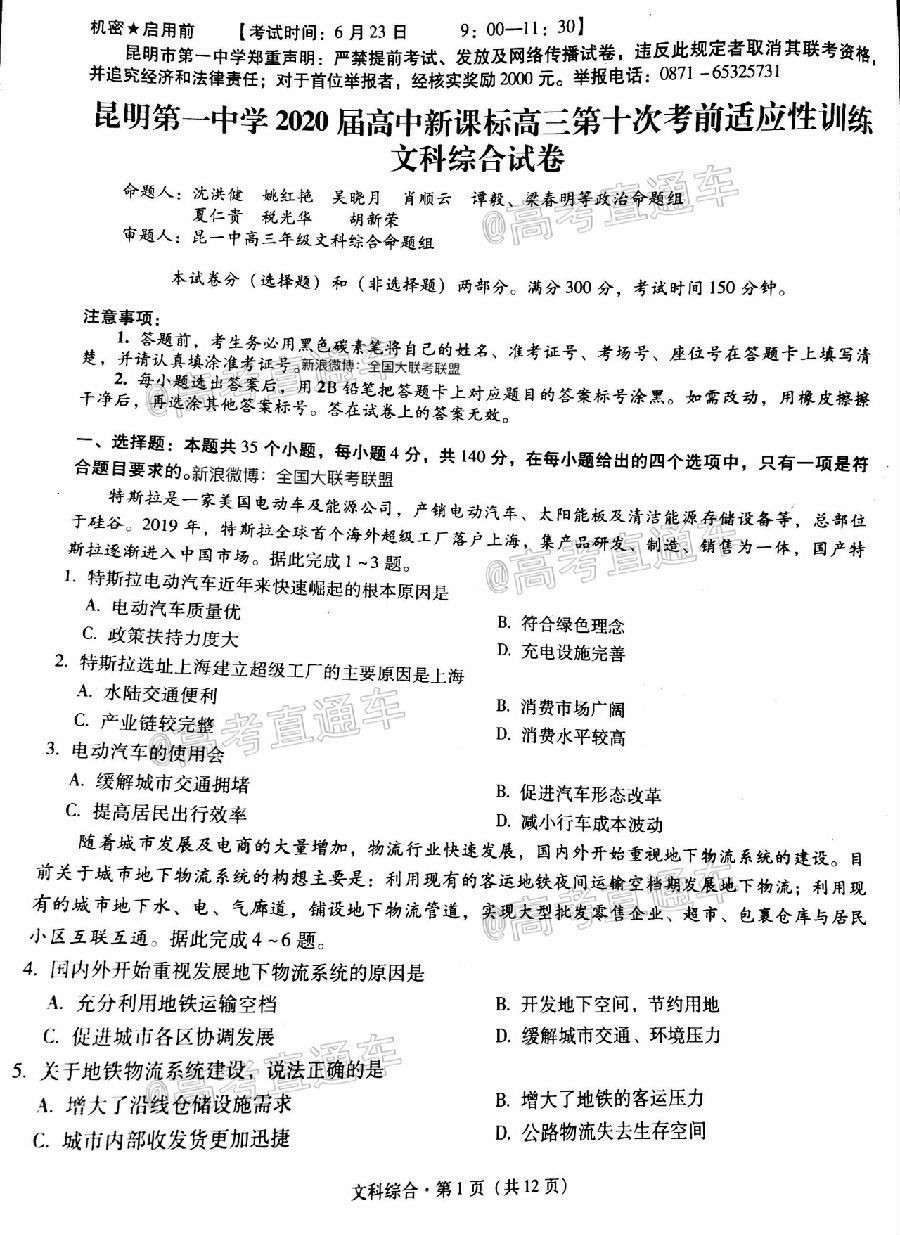 机密★启用前 【考试时间:6月23日 9:00—11:30】
昆明市第一中学郑重声明:严禁提前考试、发放及网络传播试卷,违反此规定者取消其联考资格,
并追究经济和法律责任;对于首位举报者,经核实奖励2000元。举报电话:0871-65325731
昆明第一中学2020届高中新课标高三第十次考前适应性训练
文科综合试卷
命题人:沈洪健 姚红艳 吴晓月 肖顺云 谭毅、梁春明等政治命题组
夏仁贵 税光华 胡新荣
审题人:昆一中高三年级文科综合命题组
@高考直通车
本试卷分(选择题)和(非选择题)两部分。满分300分,考试时间150分钟。
注意事项:
1. 答题前,考生务必用黑色碳素笔将自己的姓名、准考证号、考场号、座位号在答题卡上填写清
楚,并请认真填涂准考证号。新浪微博:全国大联考联盟
2. 每小题选出答案后,用2B铅笔把答题卡上对应题目的答案标号涂黑。如需改动,用橡皮擦擦
干净后,再选涂其他答案标号。答在试卷上的答案无效。
@高考直通车
一、选择题:本题共35个小题,每小题4分,共140分,在每小题给出的四个选项中,只有一项是符
合题目要求的。新浪微博:全国大联考联盟
特斯拉是一家美国电动车及能源公司,产销电动汽车、太阳能板及清洁能源存储设备等,总部位
于硅谷。2019年,特斯拉全球首个海外超级工厂落户上海,集产品研发、制造、销售为一体,国产特
斯拉逐渐进入中国市场。据此完成1~3题。
@高考直通车
1. 特斯拉电动汽车近年来快速崛起的根本原因是
A. 电动汽车质量优 B. 符合绿色理念
C. 政策扶持力度大 D. 充电设施完善
2. 特斯拉选址上海建立超级工厂的主要原因是上海
A. 水陆交通便利 B. 消费市场广阔
C. 产业链较完整 D. 消费水平较高
@高考直通车
3. 电动汽车的使用会
A. 缓解城市交通拥堵 B. 促进汽车形态改革
C. 提高居民出行效率 D. 减小行车成本波动
随着城市发展及电商的大量增加,物流行业快速发展,国内外开始重视地下物流系统的建设。目
前关于城市地下物流系统的构想主要是:利用现有的客运地铁夜间运输空档期发展地下物流;利用现
有的城市地下水、电、气廊道,铺设地下物流管道,实现大型批发零售企业、超市、包裹仓库与居民
小区互联互通。据此完成4~6题。
@高考直通车
4. 国内外开始重视发展地下物流系统的原因是
A. 充分利用地铁运输空档 B. 开发地下空间,节约用地
C. 促进城市各区协调发展 D. 缓解城市交通、环境压力
5. 关于地铁物流系统建设,说法正确的是
A. 增大了沿线仓储设施需求 B. 增大了地铁的客运压力
C. 城市内部收发货更加迅捷 D. 公路物流失去生存空间
@高考直通车
文科综合·第1页(共12页)